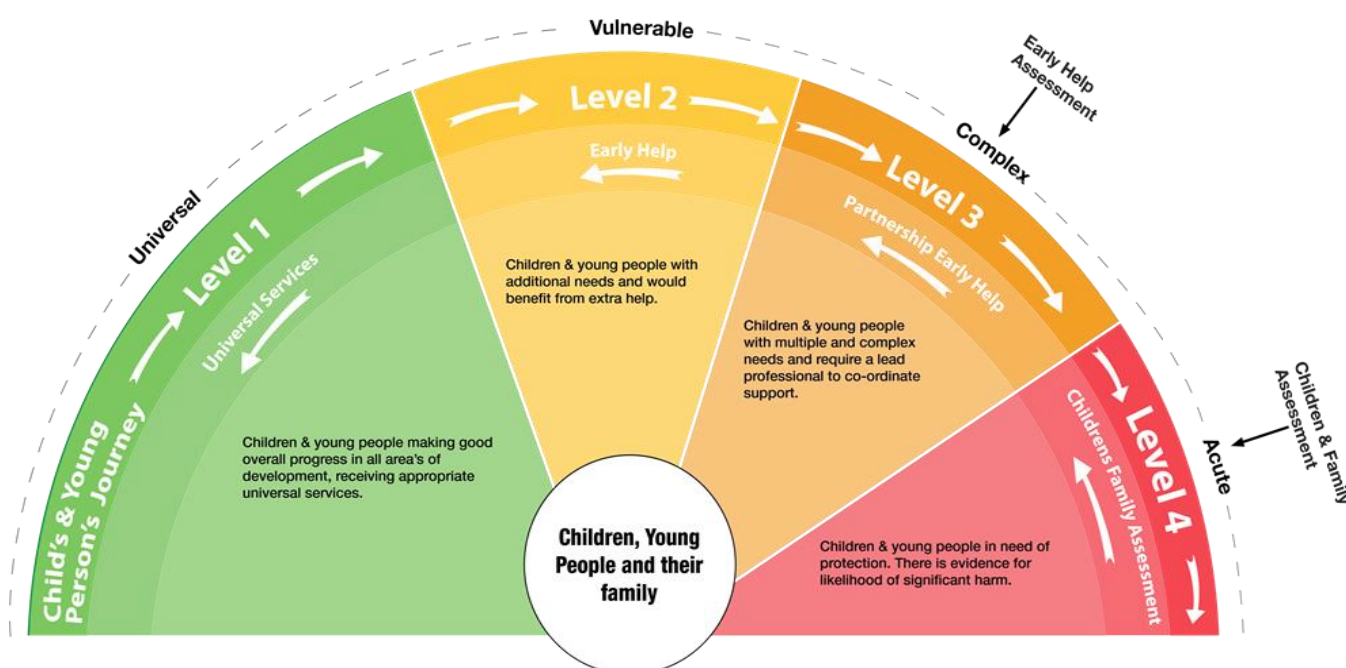 Vulnerable
Early Help
Assessment
Complex
Universal
Acute
Children & Family
Assessment
Child's & Young
Person's Journey
Level 1
Universal Services
Children & young people making good
overall progress in all area's of
development, receiving appropriate
universal services.
Level 2
Early Help
Children & young people with
additional needs and would
benefit from extra help.
Level 3
Partnership Early Help
Children & young people
with multiple and complex
needs and require a lead
professional to co-ordinate
support.
Level 4
Childrens Family Assessment
Children & young people in need of
protection. There is evidence for
likelihood of significant harm.
Children, Young
People and their
family